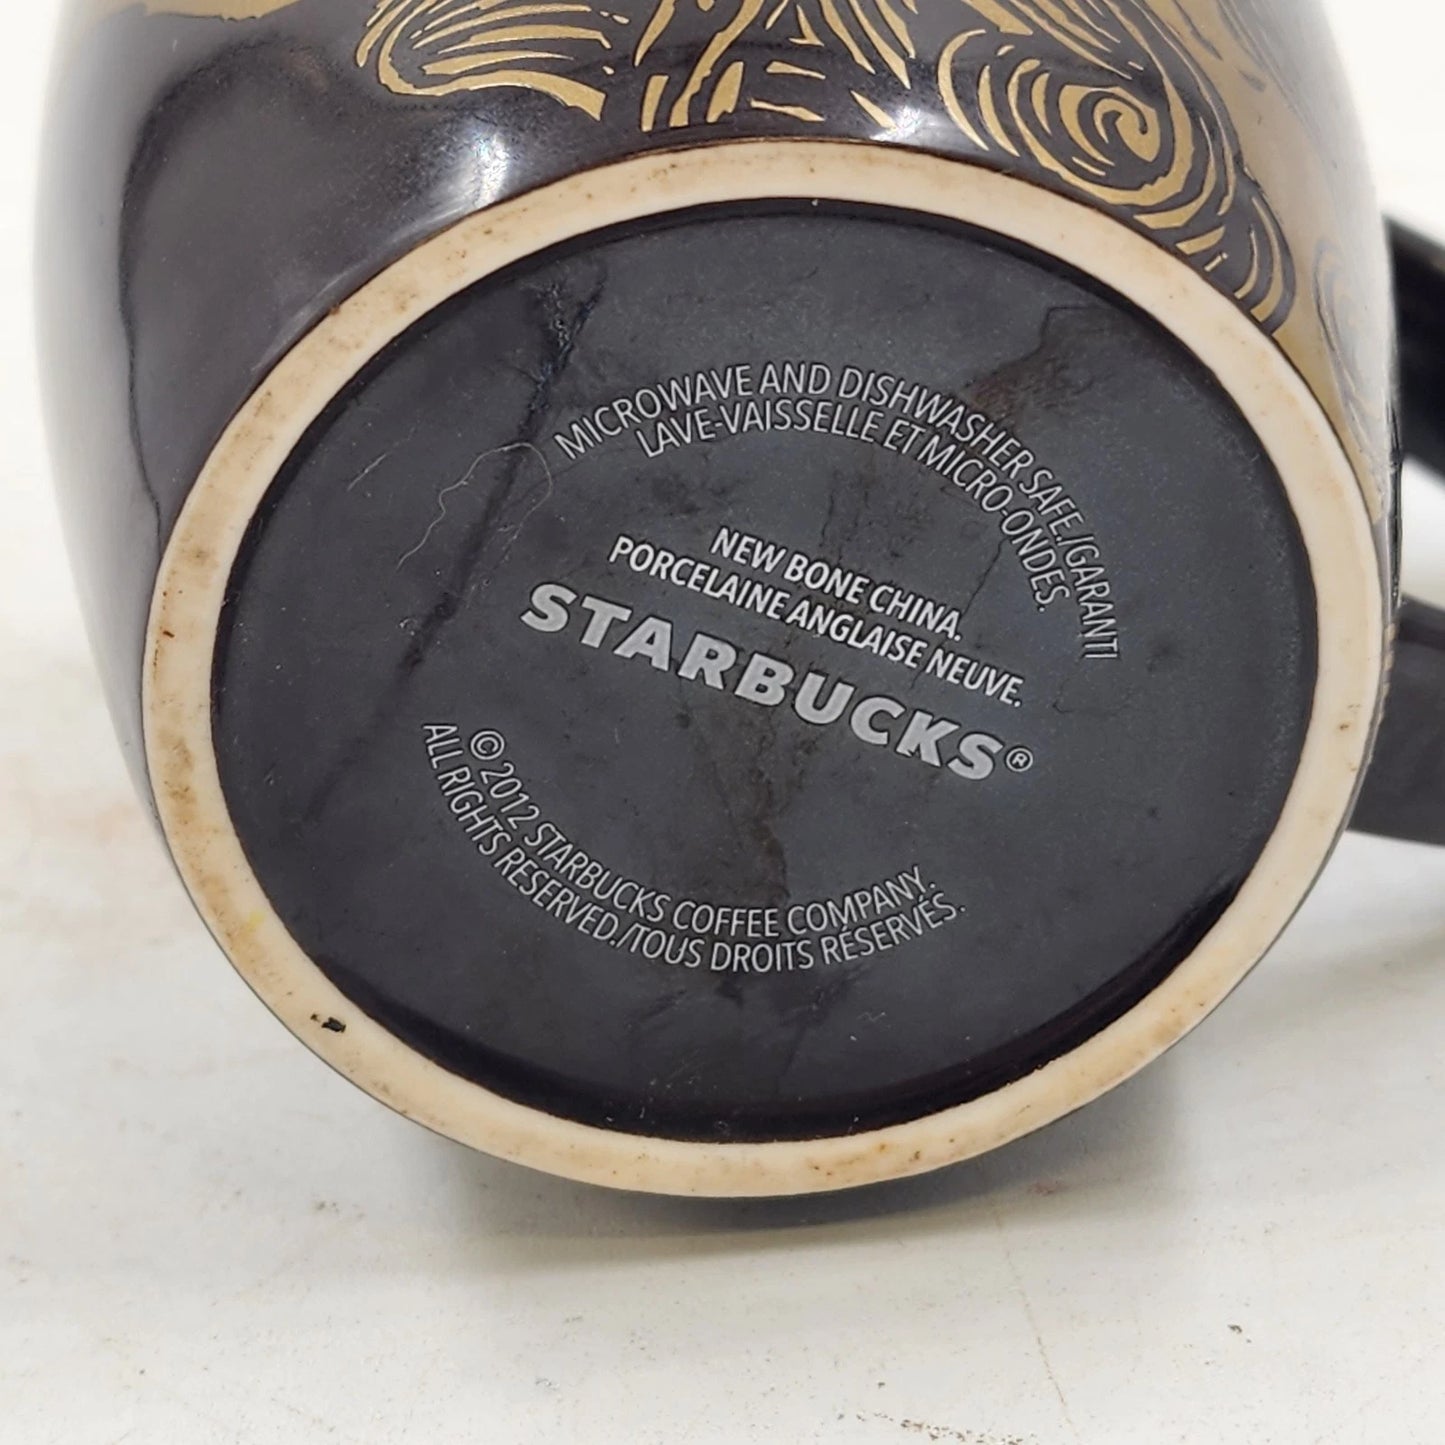 MICROWAVE AND DISHWASHER SAFE./GARANTI
LAVE-VAISSELLE ET MICRO-ONDES.
NEW BONE CHINA.
PORCELAINE ANGLAISE NEUVE.
STARBUCKS®
© 2012 STARBUCKS COFFEE COMPANY.
ALL RIGHTS RESERVED./TOUS DROITS RÉSERVÉS.